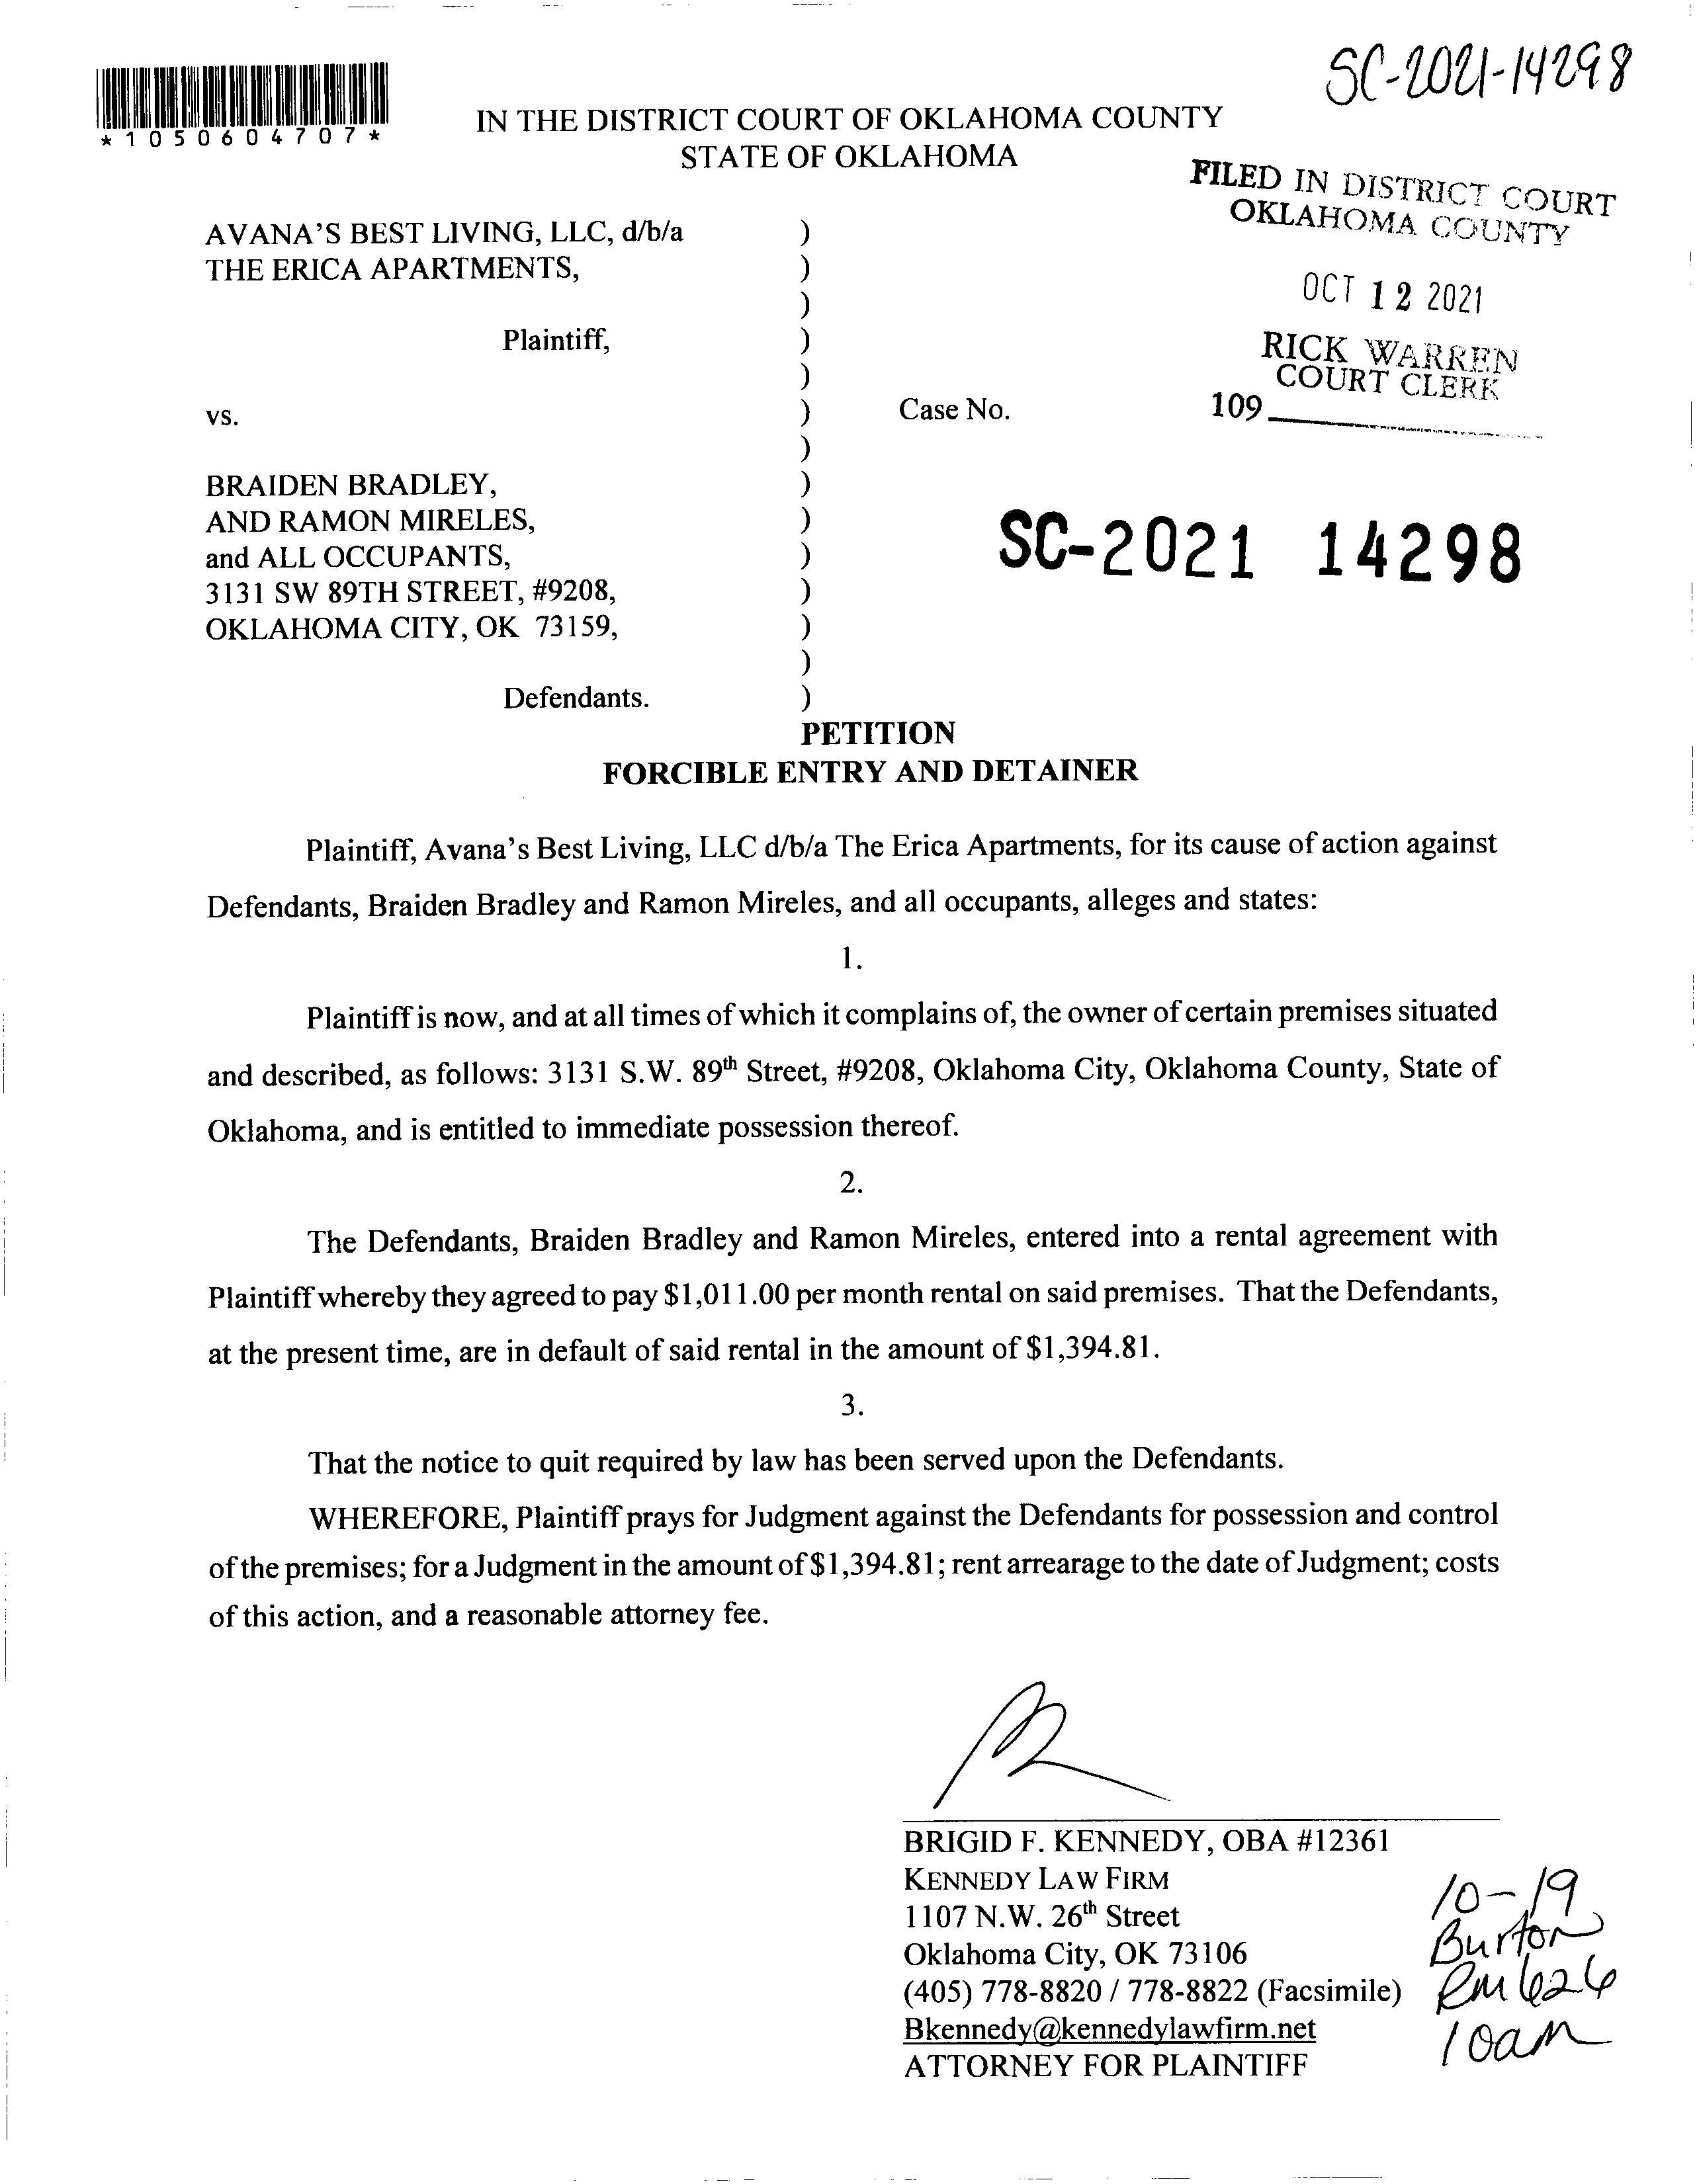 SC-2021-14298
*1050604707*
IN THE DISTRICT COURT OF OKLAHOMA COUNTY
STATE OF OKLAHOMA
FILED IN DISTRICT COURT
OKLAHOMA COUNTY
OCT 12 2021
RICK WARREN
COURT CLERK
109
AVANA'S BEST LIVING, LLC, d/b/a )
THE ERICA APARTMENTS, )
)
Plaintiff, )
)
vs. ) Case No.
)
BRAIDEN BRADLEY, )
AND RAMON MIRELES, )
and ALL OCCUPANTS, )
3131 SW 89TH STREET, #9208, )
OKLAHOMA CITY, OK 73159, )
)
Defendants. )
SC-2021 14298
PETITION
FORCIBLE ENTRY AND DETAINER
Plaintiff, Avana's Best Living, LLC d/b/a The Erica Apartments, for its cause of action against
Defendants, Braiden Bradley and Ramon Mireles, and all occupants, alleges and states:
1.
Plaintiff is now, and at all times of which it complains of, the owner of certain premises situated
and described, as follows: 3131 S.W. 89th Street, #9208, Oklahoma City, Oklahoma County, State of
Oklahoma, and is entitled to immediate possession thereof.
2.
The Defendants, Braiden Bradley and Ramon Mireles, entered into a rental agreement with
Plaintiff whereby they agreed to pay $1,011.00 per month rental on said premises. That the Defendants,
at the present time, are in default of said rental in the amount of $1,394.81.
3.
That the notice to quit required by law has been served upon the Defendants.
WHEREFORE, Plaintiff prays for Judgment against the Defendants for possession and control
of the premises; for a Judgment in the amount of $1,394.81; rent arrearage to the date of Judgment; costs
of this action, and a reasonable attorney fee.
BRIGID F. KENNEDY, OBA #12361
KENNEDY LAW FIRM
1107 N.W. 26th Street
Oklahoma City, OK 73106
(405) 778-8820 / 778-8822 (Facsimile)
Bkennedy@kennedylawfirm.net
ATTORNEY FOR PLAINTIFF
10-19
Burton
Rm 626
10am